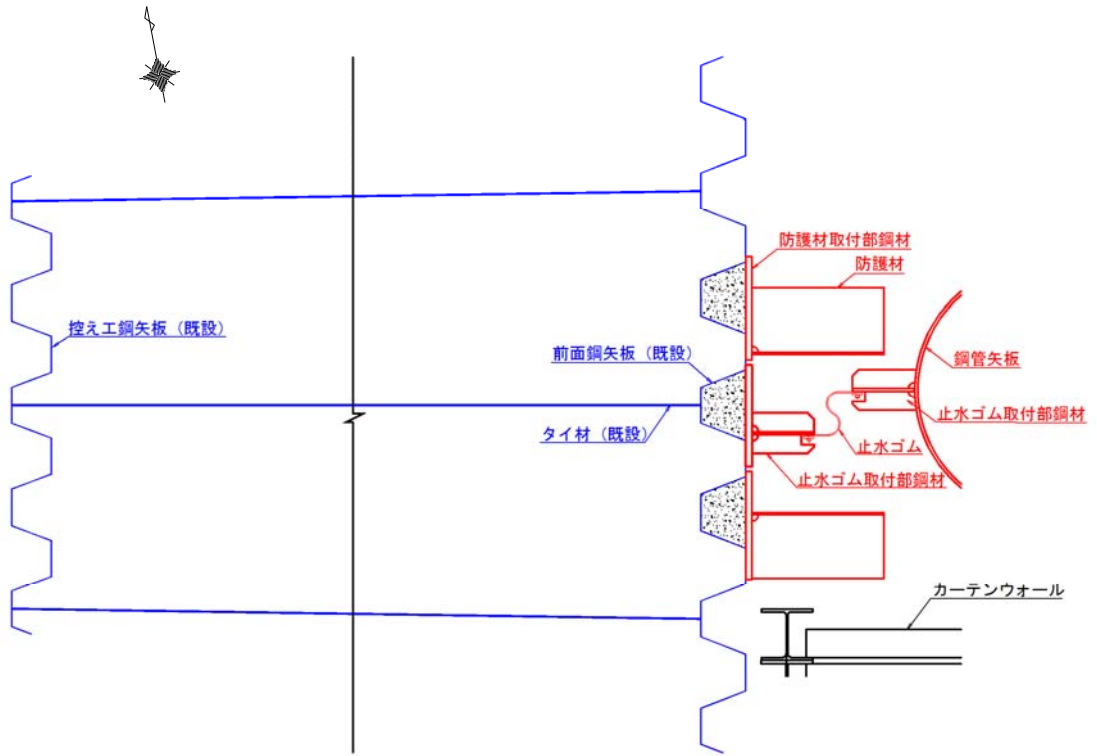 防護材取付部鋼材
防護材
控え工鋼矢板（既設）
前面鋼矢板（既設）
鋼管矢板
止水ゴム取付部鋼材
タイ材（既設）
止水ゴム
止水ゴム取付部鋼材
カーテンウォール